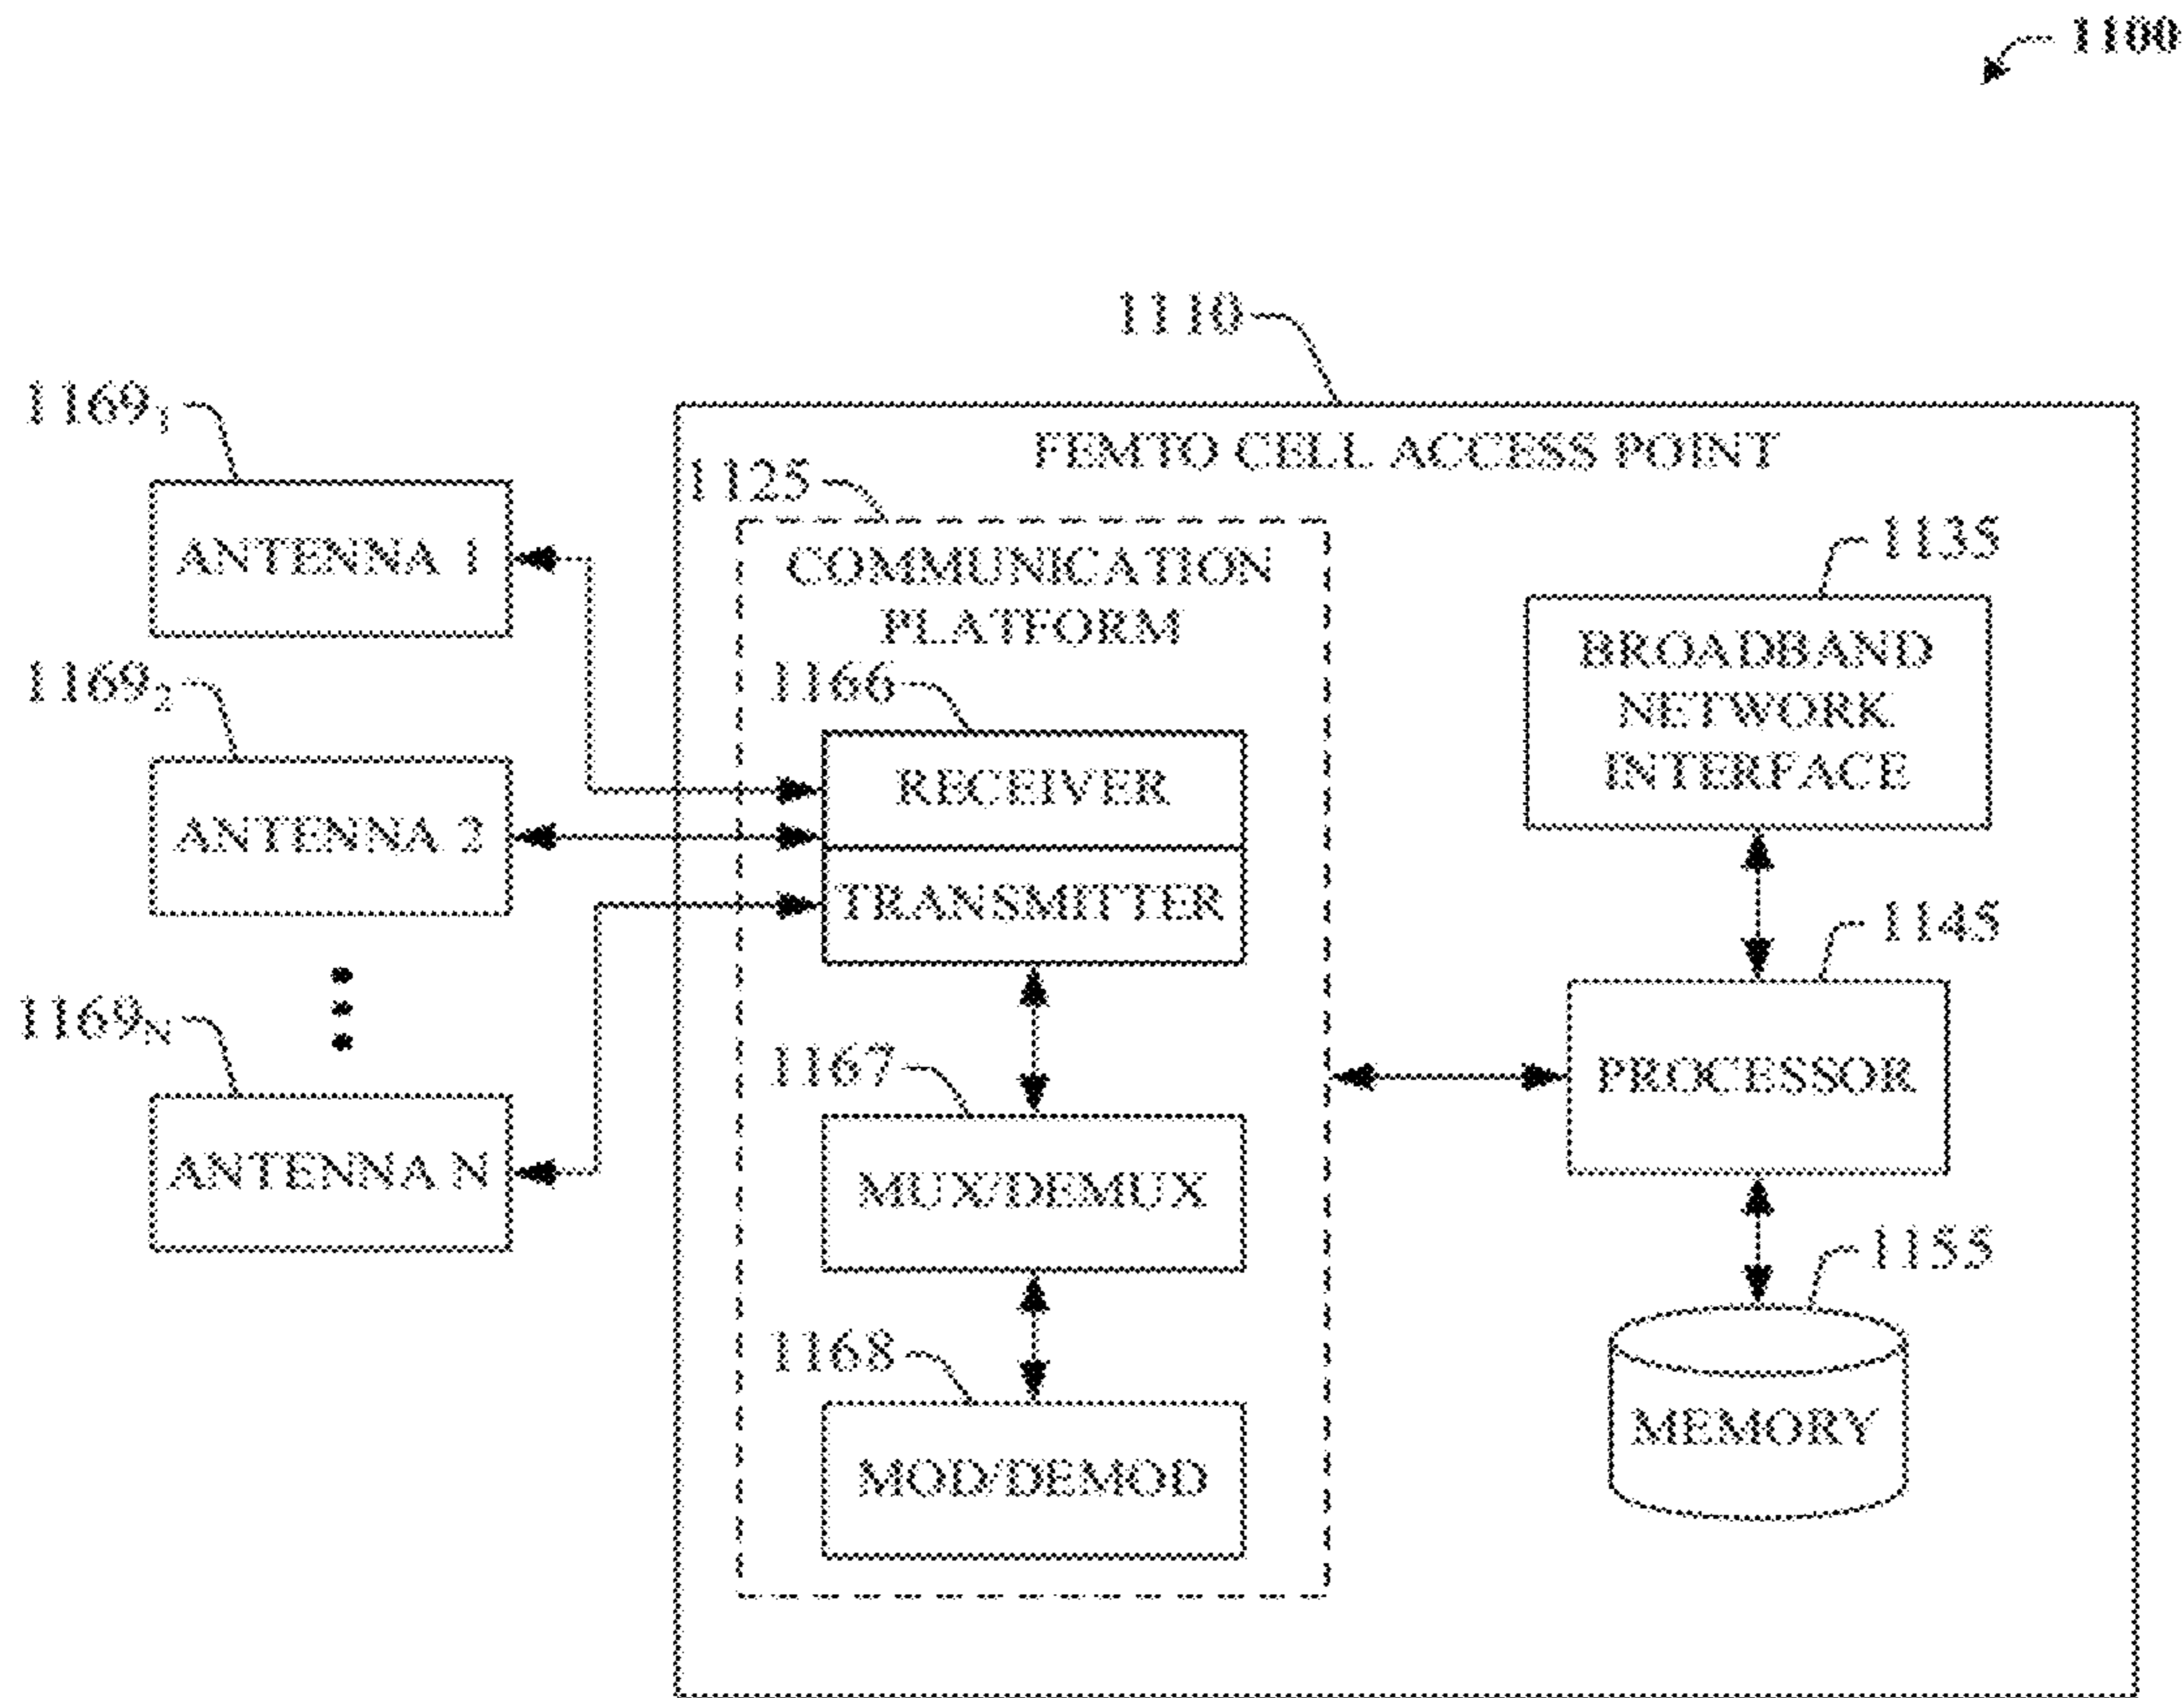 1100
1110
FEMTO CELL ACCESS POINT
1169₁
ANTENNA 1
1169₂
ANTENNA 2
1169N
ANTENNA N
1125
COMMUNICATION
PLATFORM
1166
RECEIVER
TRANSMITTER
1167
MUX/DEMUX
1168
MOD/DEMOD
1135
BROADBAND
NETWORK
INTERFACE
1145
PROCESSOR
1155
MEMORY